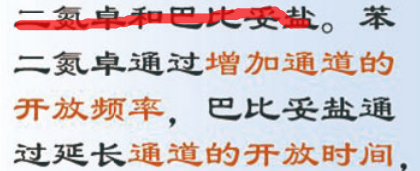 二氮卓和巴比妥盐。苯
二氮卓通过增加通道的
开放频率，巴比妥盐通
过延长通道的开放时间，